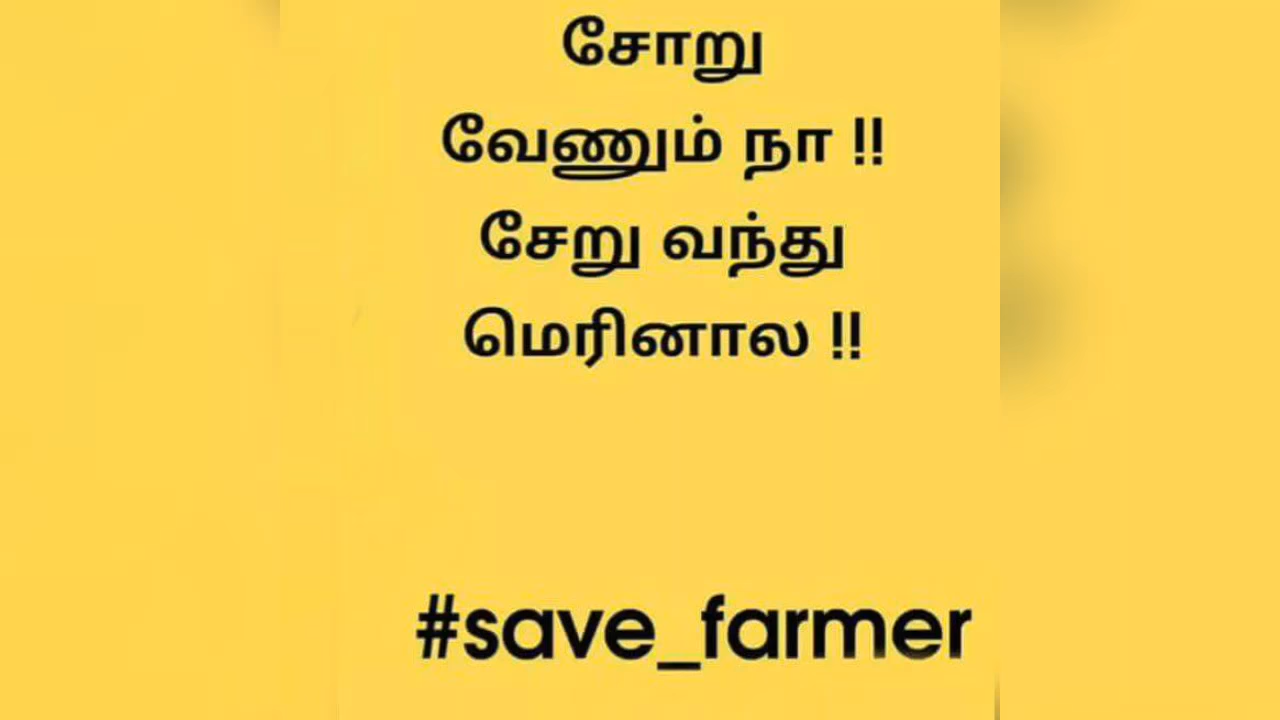 சோறு
வேணும் நா !!
சேறு வந்து
மெரினால !!
#save_farmer